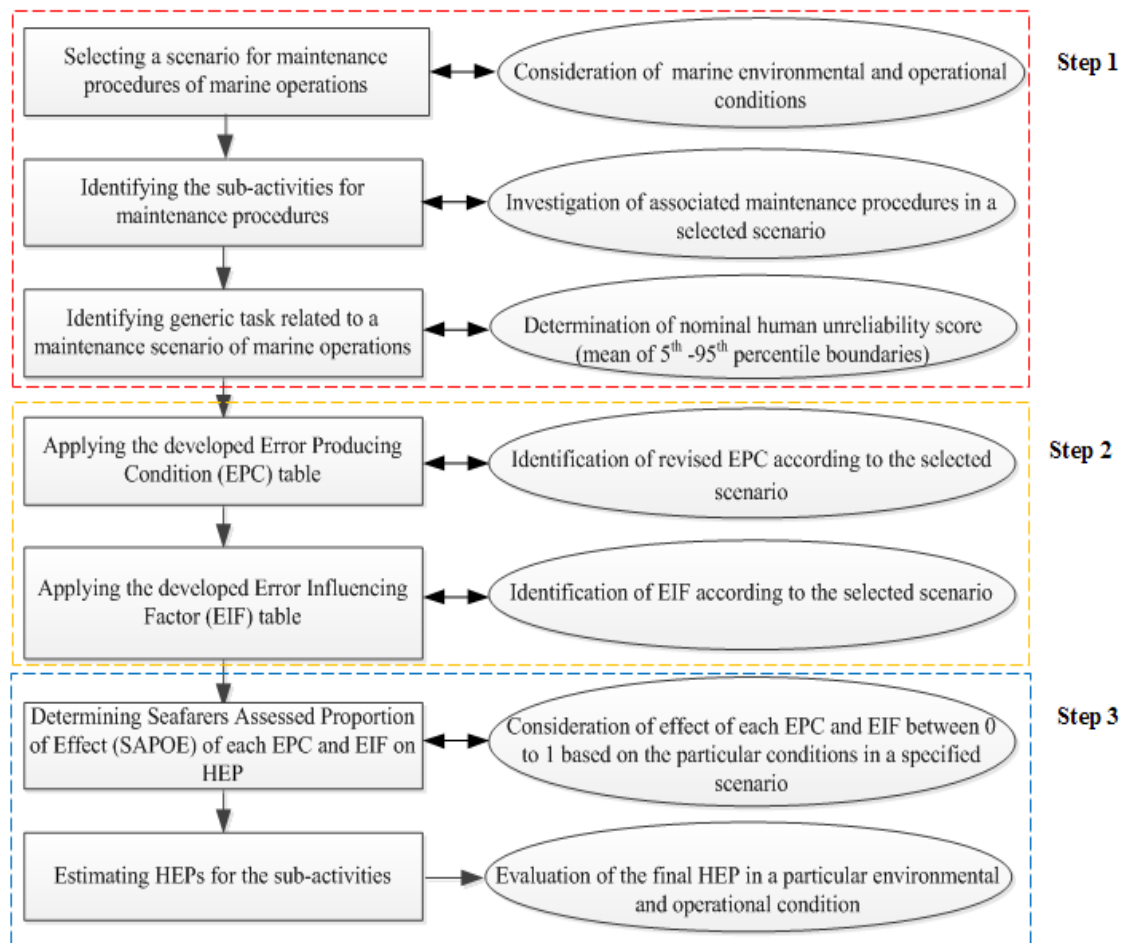 Selecting a scenario for maintenance
procedures of marine operations
Consideration of marine environmental and operational
conditions
Step 1
Identifying the sub-activities for
maintenance procedures
Investigation of associated maintenance procedures in a
selected scenario
Identifying generic task related to a
maintenance scenario of marine operations
Determination of nominal human unreliability score
(mean of 5th -95th percentile boundaries)
Applying the developed Error Producing
Condition (EPC) table
Identification of revised EPC according to the selected
scenario
Step 2
Applying the developed Error Influencing
Factor (EIF) table
Identification of EIF according to the selected scenario
Determining Seafarers Assessed Proportion
of Effect (SAPOE) of each EPC and EIF on
HEP
Consideration of effect of each EPC and EIF between 0
to 1 based on the particular conditions in a specified
scenario
Step 3
Estimating HEPs for the sub-activities
Evaluation of the final HEP in a particular environmental
and operational condition